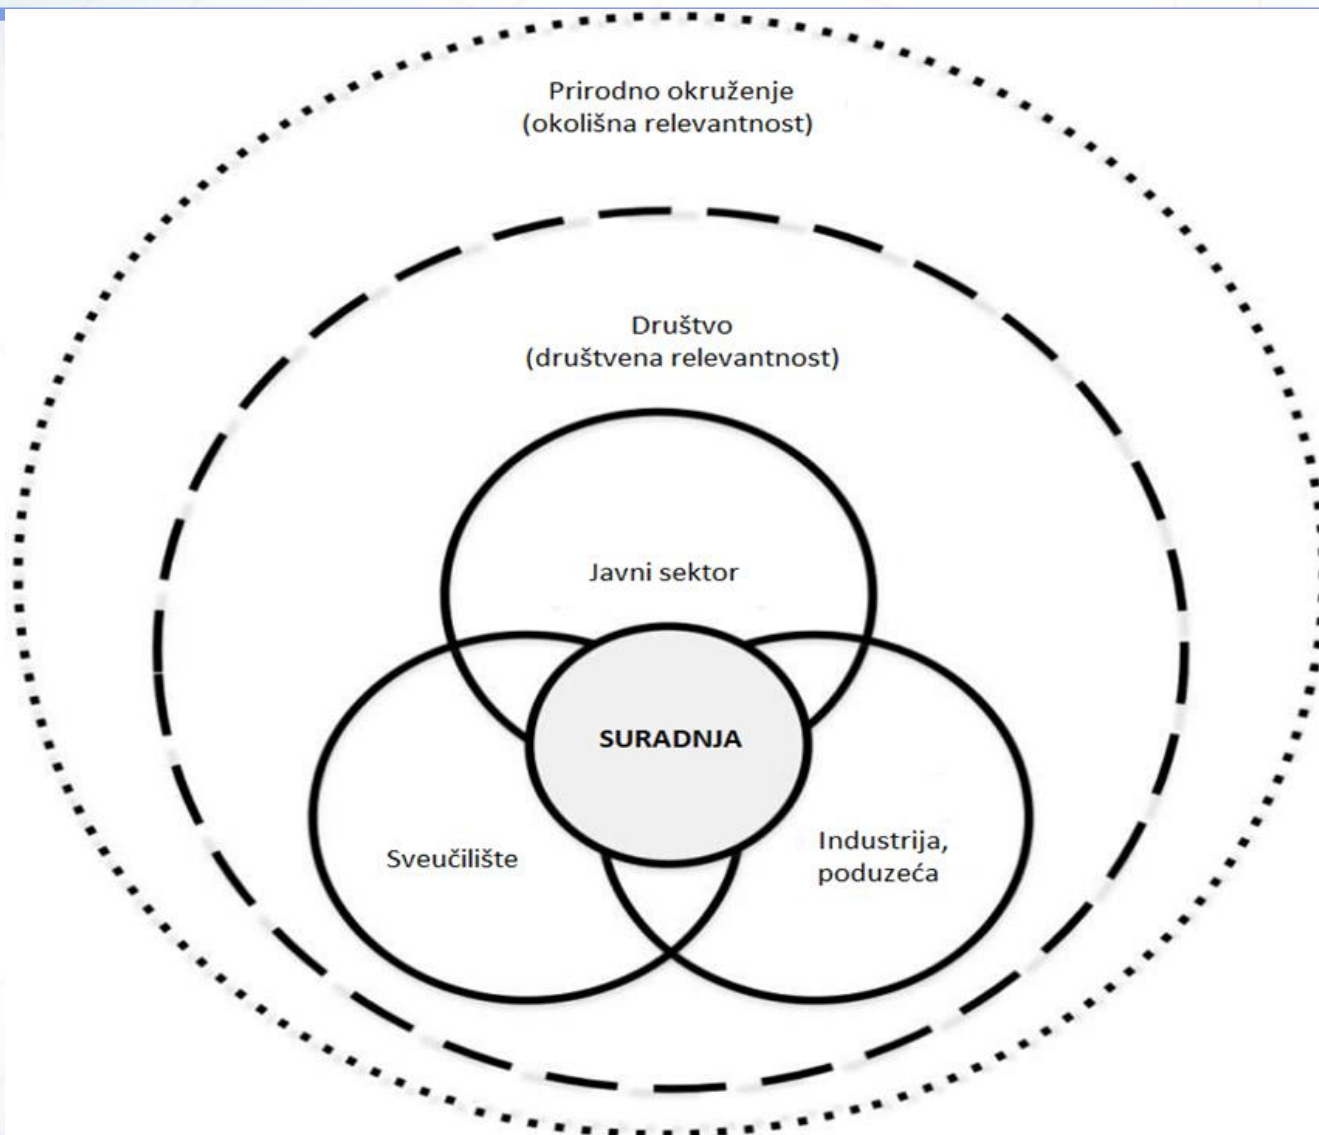 Prirodno okruženje
(okolišna relevantnost)
Društvo
(društvena relevantnost)
Javni sektor
SURADNJA
Sveučilište
Industrija,
poduzeća